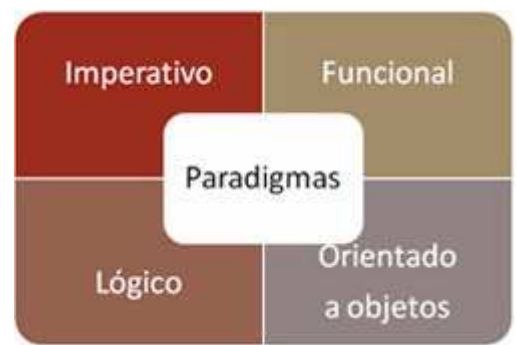 Imperativo
Funcional
Paradigmas
Lógico
Orientado
a objetos